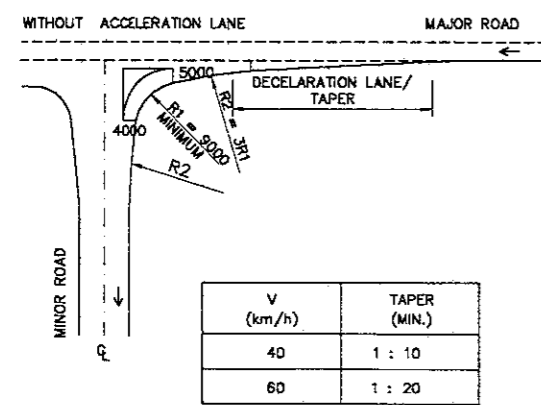 WITHOUT ACCELERATION LANE
MAJOR ROAD
5000
DECELARATION LANE/
TAPER
4000
R1 = 9000
MINIMUM
R2 = 3R1
R2
MINOR ROAD
℄
V
(km/h)
TAPER
(MIN.)
40
1 : 10
60
1 : 20